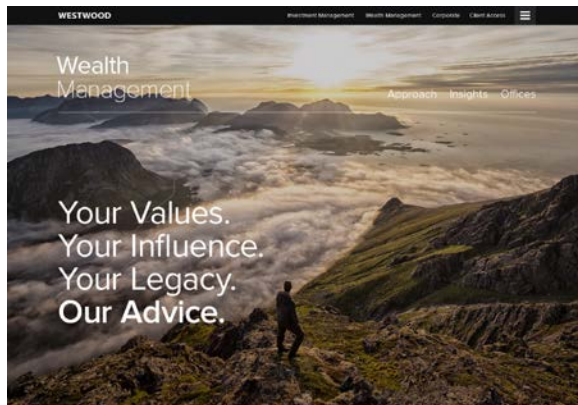 WESTWOOD
Investment Management Wealth Management Corporate Client Access
Wealth
Management
Approach Insights Offices
Your Values.
Your Influence.
Your Legacy.
Our Advice.